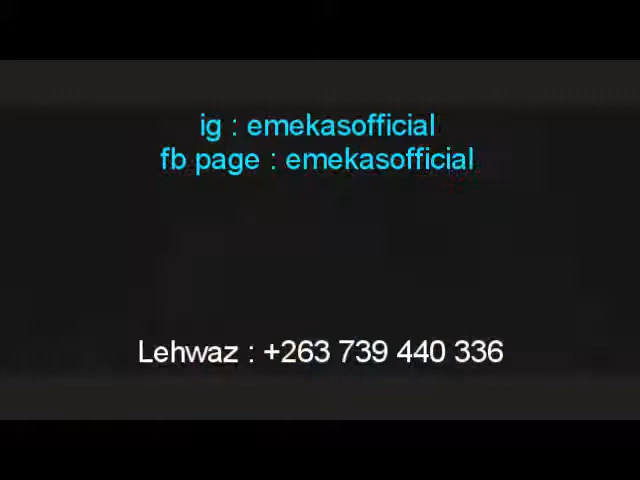 ig : emekasofficial
fb page : emekasofficial
Lehwaz : +263 739 440 336